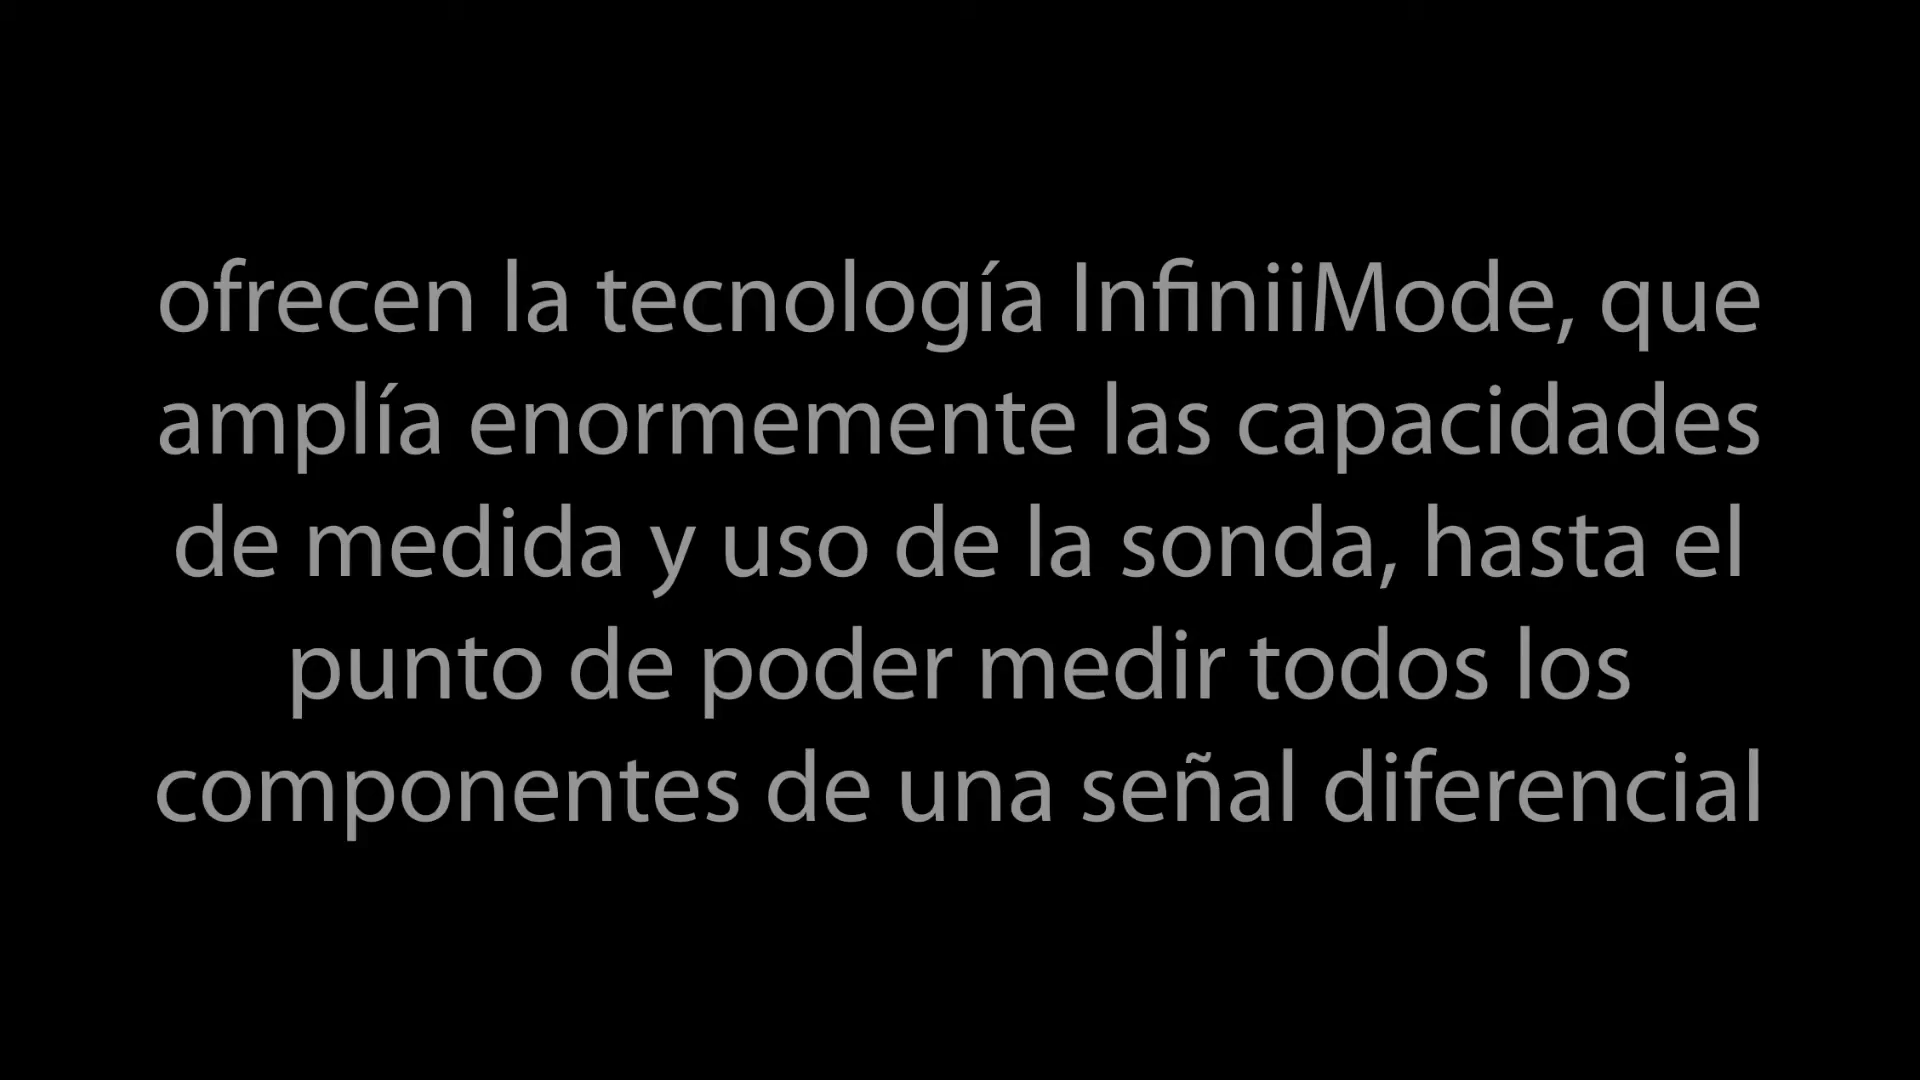 ofrecen la tecnología InfiniiMode, que
amplía enormemente las capacidades
de medida y uso de la sonda, hasta el
punto de poder medir todos los
componentes de una señal diferencial